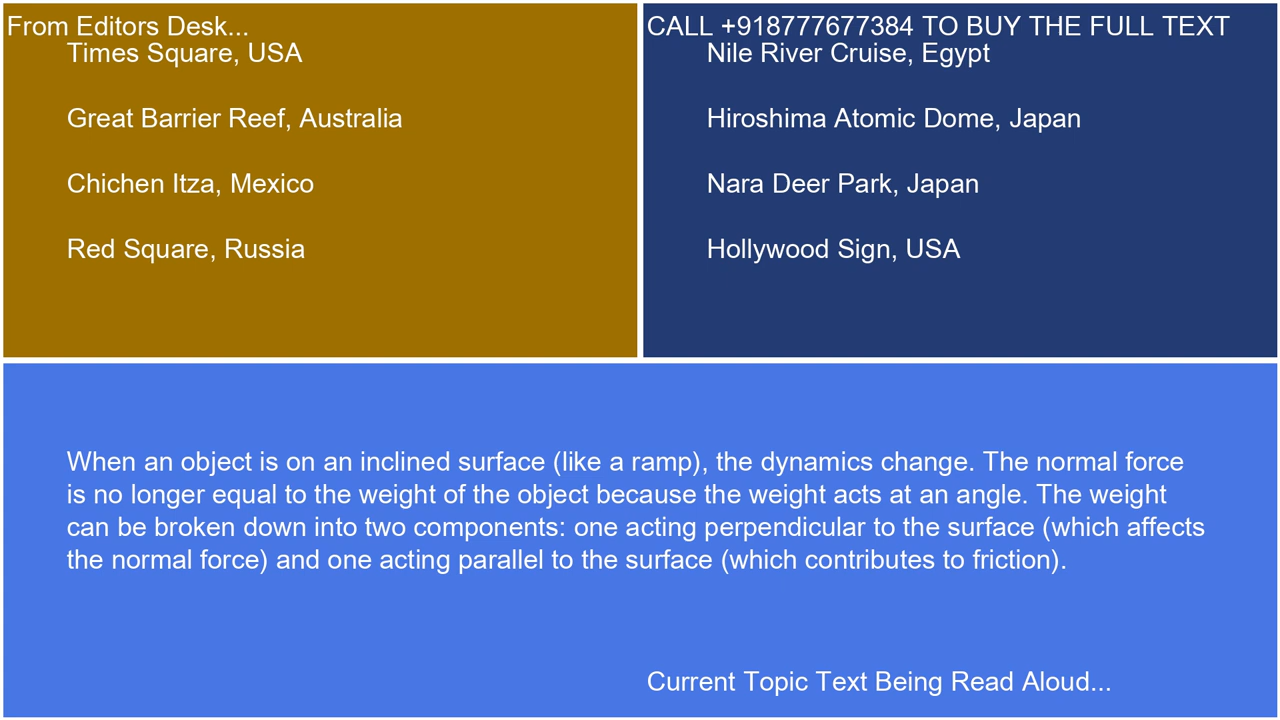 From Editors Desk...
Times Square, USA
Great Barrier Reef, Australia
Chichen Itza, Mexico
Red Square, Russia
CALL +918777677384 TO BUY THE FULL TEXT
Nile River Cruise, Egypt
Hiroshima Atomic Dome, Japan
Nara Deer Park, Japan
Hollywood Sign, USA
When an object is on an inclined surface (like a ramp), the dynamics change. The normal force
is no longer equal to the weight of the object because the weight acts at an angle. The weight
can be broken down into two components: one acting perpendicular to the surface (which affects
the normal force) and one acting parallel to the surface (which contributes to friction).
Current Topic Text Being Read Aloud...